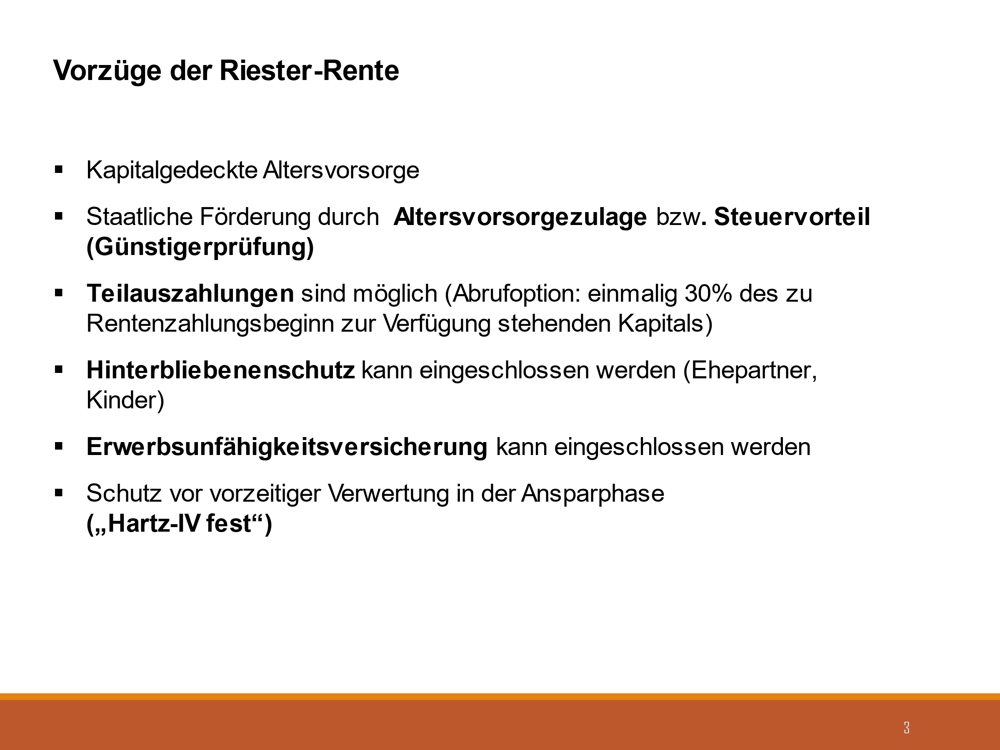 Vorzüge der Riester-Rente
▪ Kapitalgedeckte Altersvorsorge
▪ Staatliche Förderung durch Altersvorsorgezulage bzw. Steuervorteil
(Günstigerprüfung)
▪ Teilauszahlungen sind möglich (Abrufoption: einmalig 30% des zu
Rentenzahlungsbeginn zur Verfügung stehenden Kapitals)
▪ Hinterbliebenenschutz kann eingeschlossen werden (Ehepartner,
Kinder)
▪ Erwerbsunfähigkeitsversicherung kann eingeschlossen werden
▪ Schutz vor vorzeitiger Verwertung in der Ansparphase
(„Hartz-IV fest“)
3